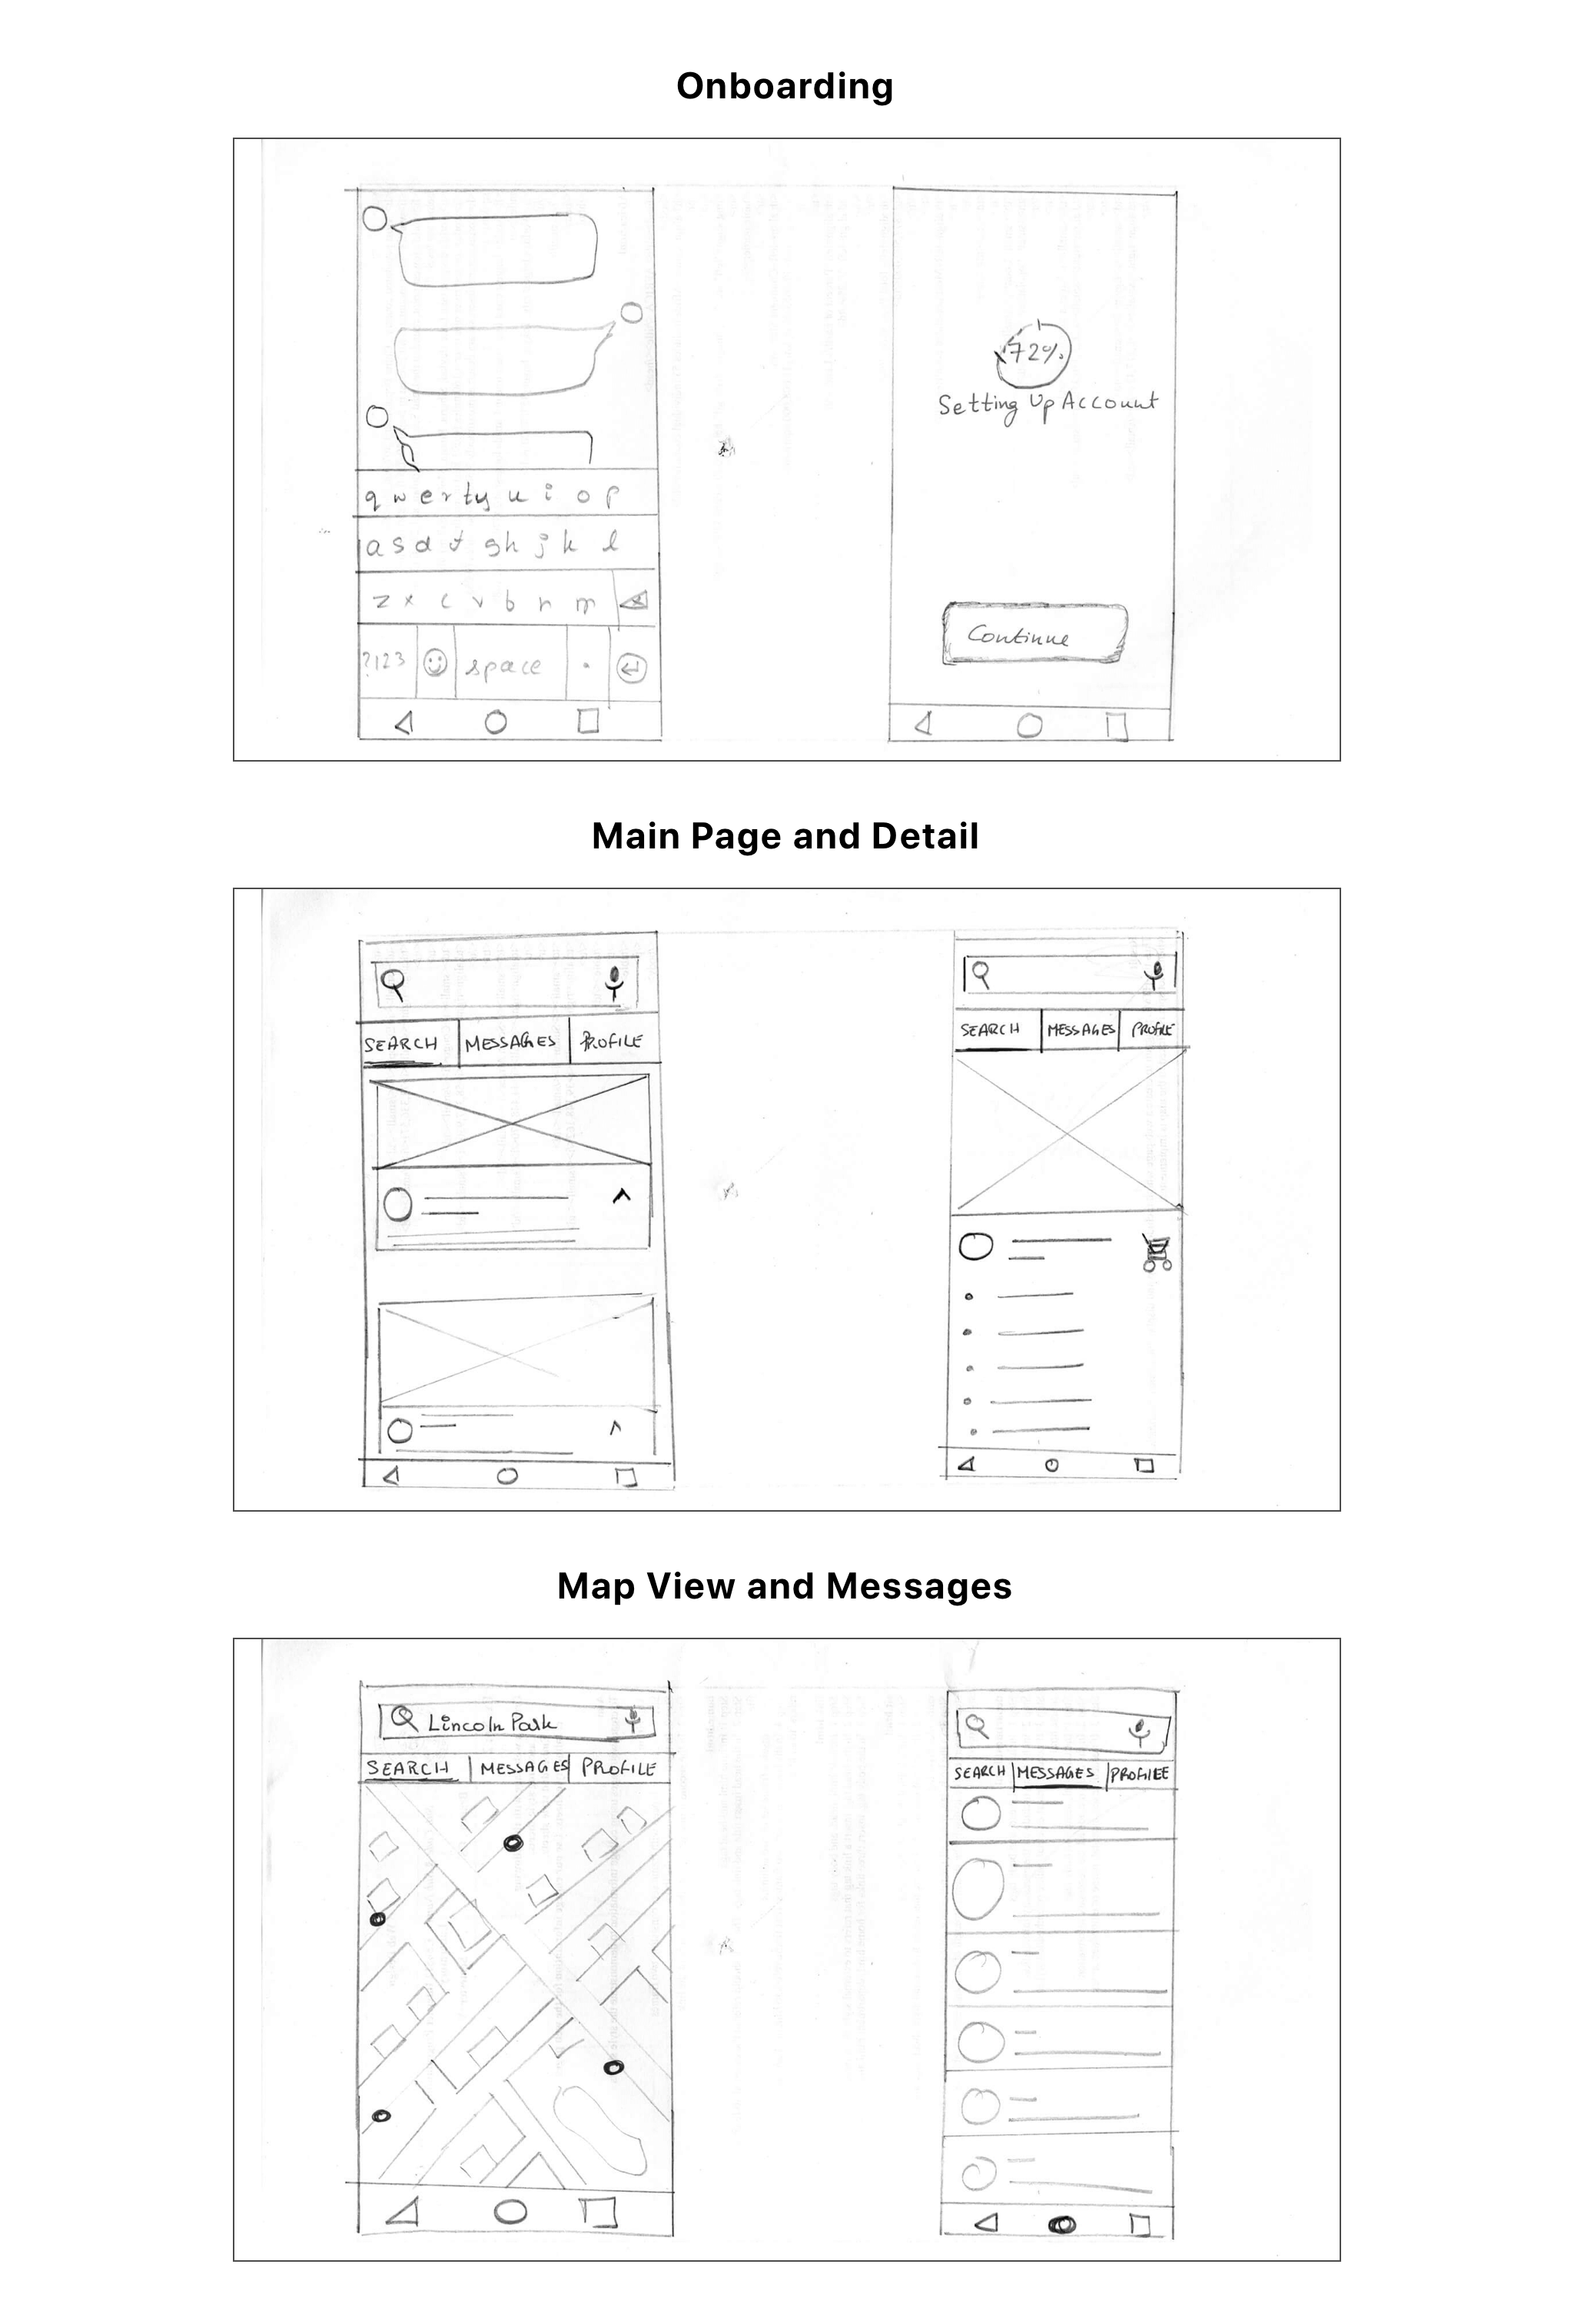 Onboarding
q w e r t y u i o p
a s d f g h j k l
z x c v b n m
?123 space .
72%
Setting Up Account
Continue
Main Page and Detail
SEARCH MESSAGES PROFILE
SEARCH MESSAGES PROFILE
Map View and Messages
Lincoln Park
SEARCH MESSAGES PROFILE
SEARCH MESSAGES PROFILE